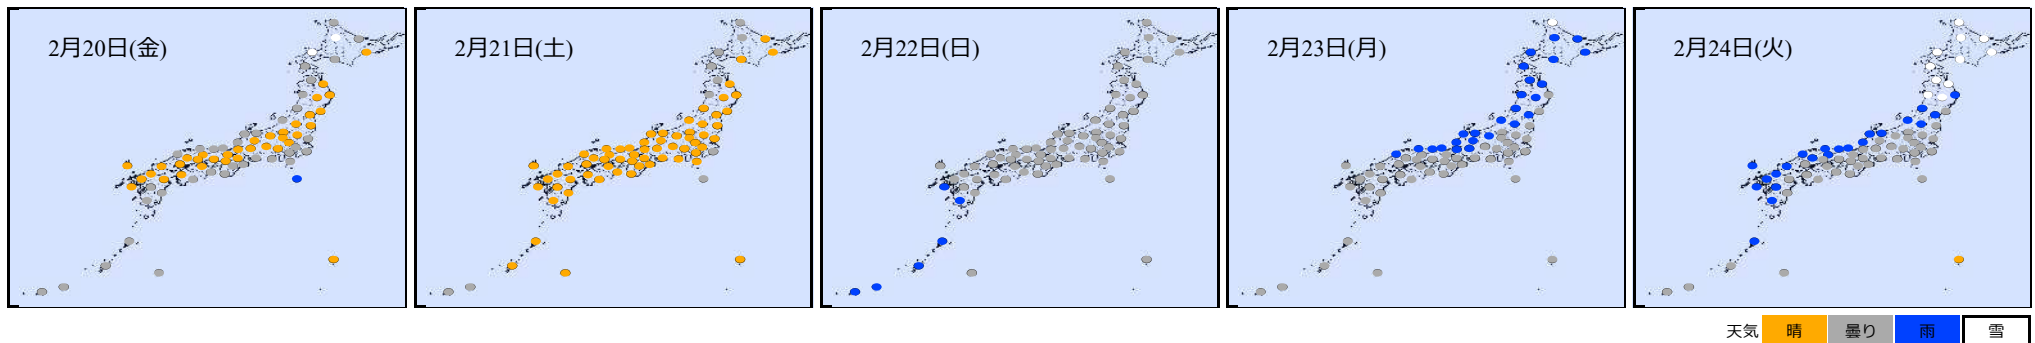 2月20日(金)
2月21日(土)
2月22日(日)
2月23日(月)
2月24日(火)
天気 晴 曇り 雨 雪